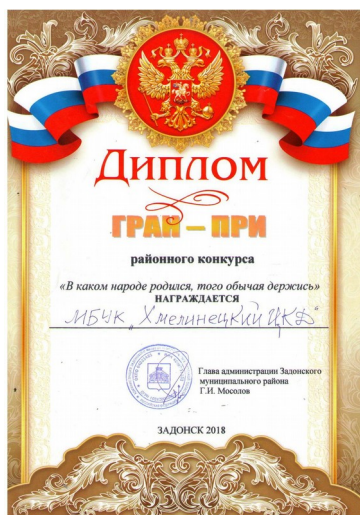 ДИПЛОМ
ГРАН – ПРИ
районного конкурса
«В каком народе родился, того обычая держись»
НАГРАЖДАЕТСЯ
МБУК „Хмелинецкий ЦКД"
Глава администрации Задонского
муниципального района
Г.И. Мосолов
ЗАДОНСК 2018